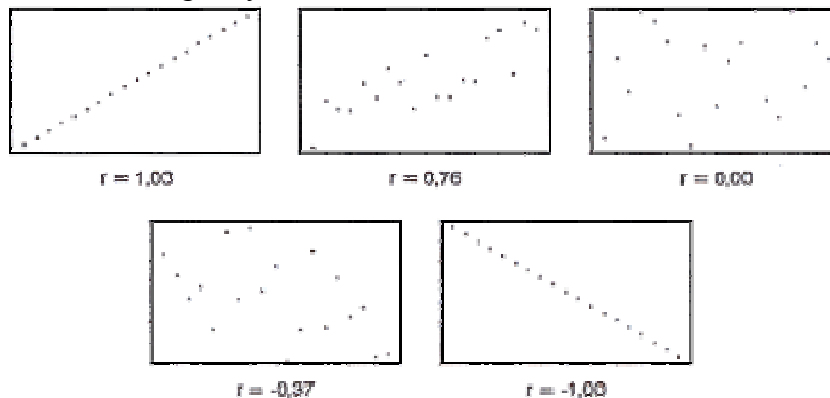 r = 1,00
r = 0,76
r = 0,00
r = -0,37
r = -1,00